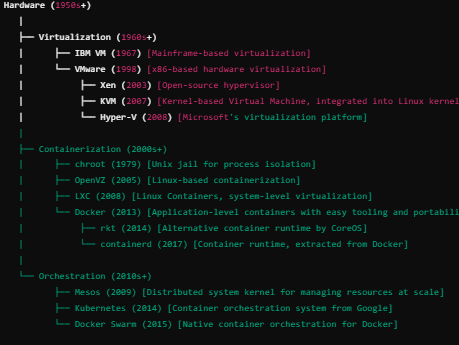 Hardware (1950s+)
|
├── Virtualization (1960s+)
|     ├── IBM VM (1967) [Mainframe-based virtualization]
|     └── VMware (1998) [x86-based hardware virtualization]
|          ├── Xen (2003) [Open-source hypervisor]
|          ├── KVM (2007) [Kernel-based Virtual Machine, integrated into Linux kernel
|          └── Hyper-V (2008) [Microsoft's virtualization platform]
|
├── Containerization (2000s+)
|     ├── chroot (1979) [Unix jail for process isolation]
|     ├── OpenVZ (2005) [Linux-based containerization]
|     ├── LXC (2008) [Linux Containers, system-level virtualization]
|     └── Docker (2013) [Application-level containers with easy tooling and portabili
|          ├── rkt (2014) [Alternative container runtime by CoreOS]
|          └── containerd (2017) [Container runtime, extracted from Docker]
|
└── Orchestration (2010s+)
      ├── Mesos (2009) [Distributed system kernel for managing resources at scale]
      ├── Kubernetes (2014) [Container orchestration system from Google]
      └── Docker Swarm (2015) [Native container orchestration for Docker]